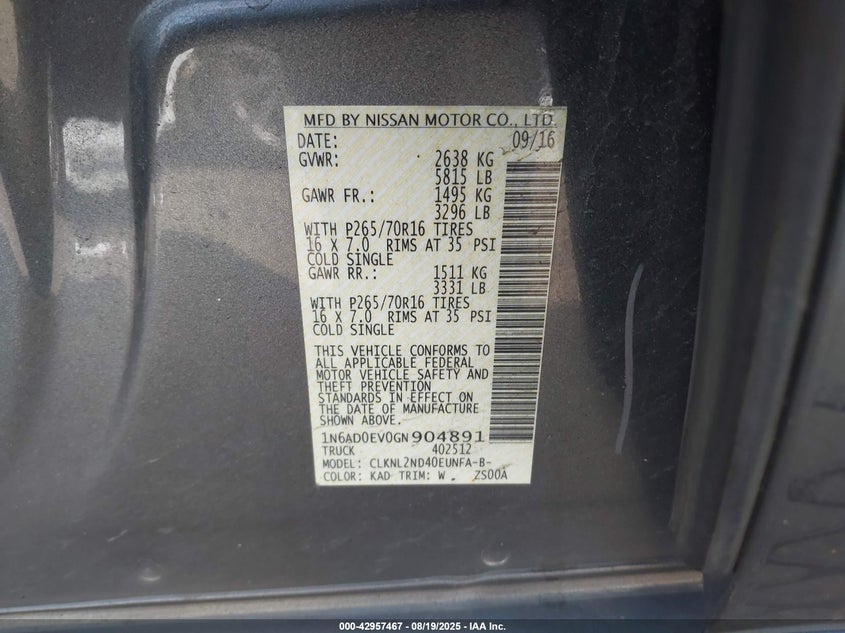 MFD BY NISSAN MOTOR CO., LTD.
DATE: 09/16
GVWR: 2638 KG
5815 LB
GAWR FR.: 1495 KG
3296 LB
WITH P265/70R16 TIRES
16 X 7.0 RIMS AT 35 PSI
COLD SINGLE
GAWR RR.: 1511 KG
3331 LB
WITH P265/70R16 TIRES
16 X 7.0 RIMS AT 35 PSI
COLD SINGLE
THIS VEHICLE CONFORMS TO
ALL APPLICABLE FEDERAL
MOTOR VEHICLE SAFETY AND
THEFT PREVENTION
STANDARDS IN EFFECT ON
THE DATE OF MANUFACTURE
SHOWN ABOVE.
1N6AD0EV0GN904891
TRUCK 402512
MODEL: CLKNL2ND40EUNFA-B-
COLOR: KAD TRIM: W ZS00A
000-42957467 - 08/19/2025 - IAA Inc.